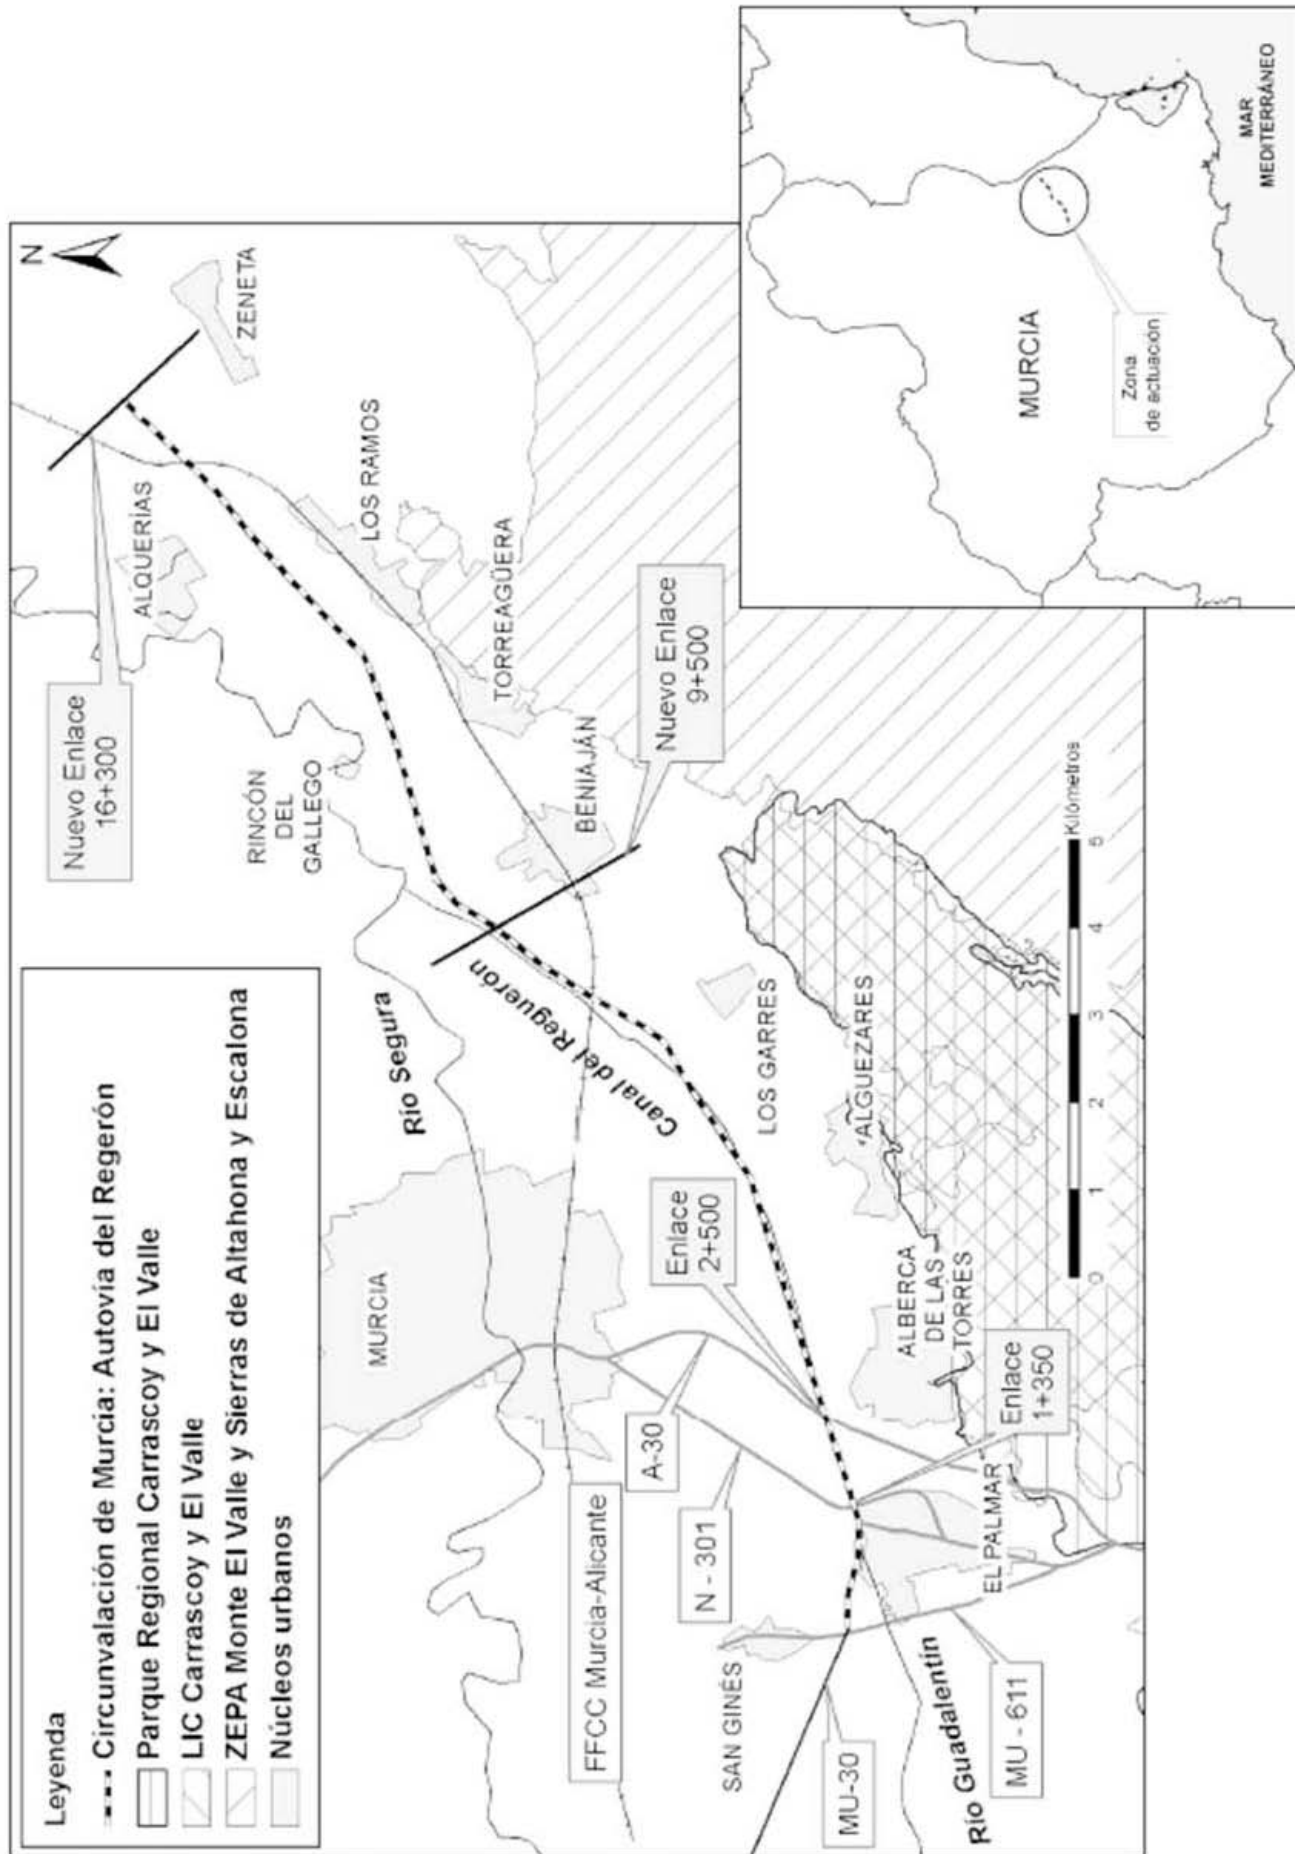 Leyenda
Circunvalación de Murcia: Autovía del Regerón
Parque Regional Carrascoy y El Valle
LIC Carrascoy y El Valle
ZEPA Monte El Valle y Sierras de Altahona y Escalona
Núcleos urbanos
Nuevo Enlace
16+300
N
ALQUERÍAS
ZENETA
RINCÓN
DEL
GALLEGO
LOS RAMOS
Río Segura
MURCIA
TORREAGÜERA
Canal del Reguerón
BENIAJÁN
FFCC Murcia-Alicante
A-30
Enlace
2+500
Nuevo Enlace
9+500
N - 301
SAN GINÉS
LOS GARRES
MU-30
ALGUEZARES
ALBERCA
DE LAS
TORRES
Río Guadalentín
EL PALMAR
Enlace
1+350
MU - 611
0
1
2
3
4
5
Kilómetros
MURCIA
Zona
de actuación
MAR
MEDITERRÁNEO